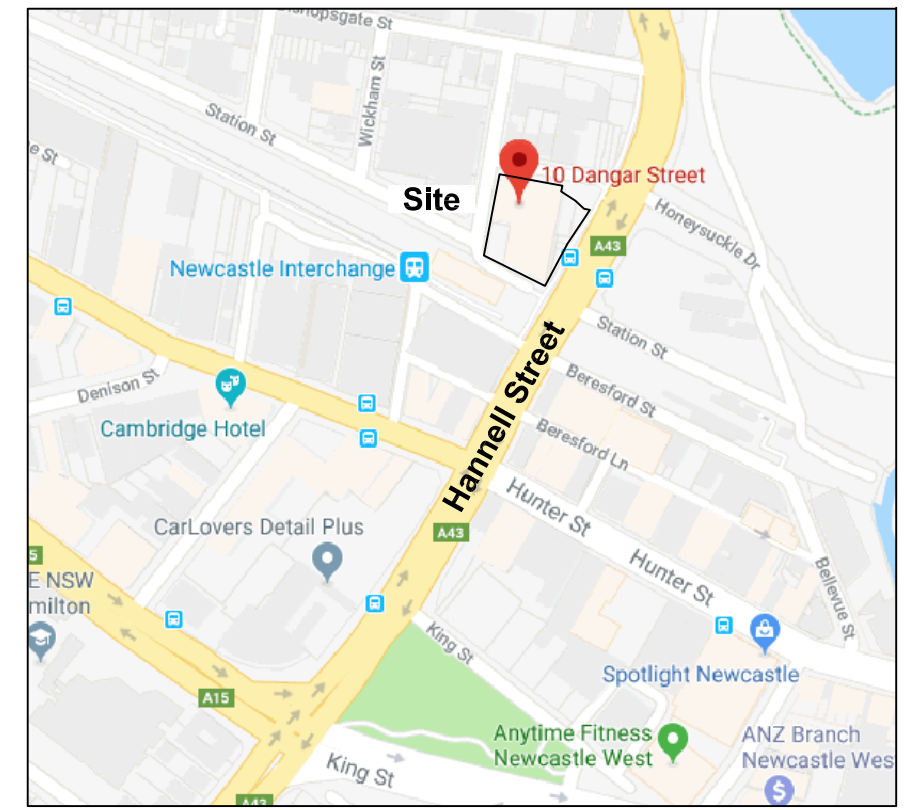 Bishopsgate St
Wickham St
Station St
e St
10 Dangar Street
Site
Honeysuckle Dr
A43
Newcastle Interchange
Station St
Hannell Street
Denison St
Beresford St
Cambridge Hotel
Beresford Ln
Hunter St
CarLovers Detail Plus
A43
Hunter St
5
E NSW
milton
Bellevue St
King St
Spotlight Newcastle
A15
Anytime Fitness
Newcastle West
ANZ Branch
Newcastle Wes
King St
$
A43